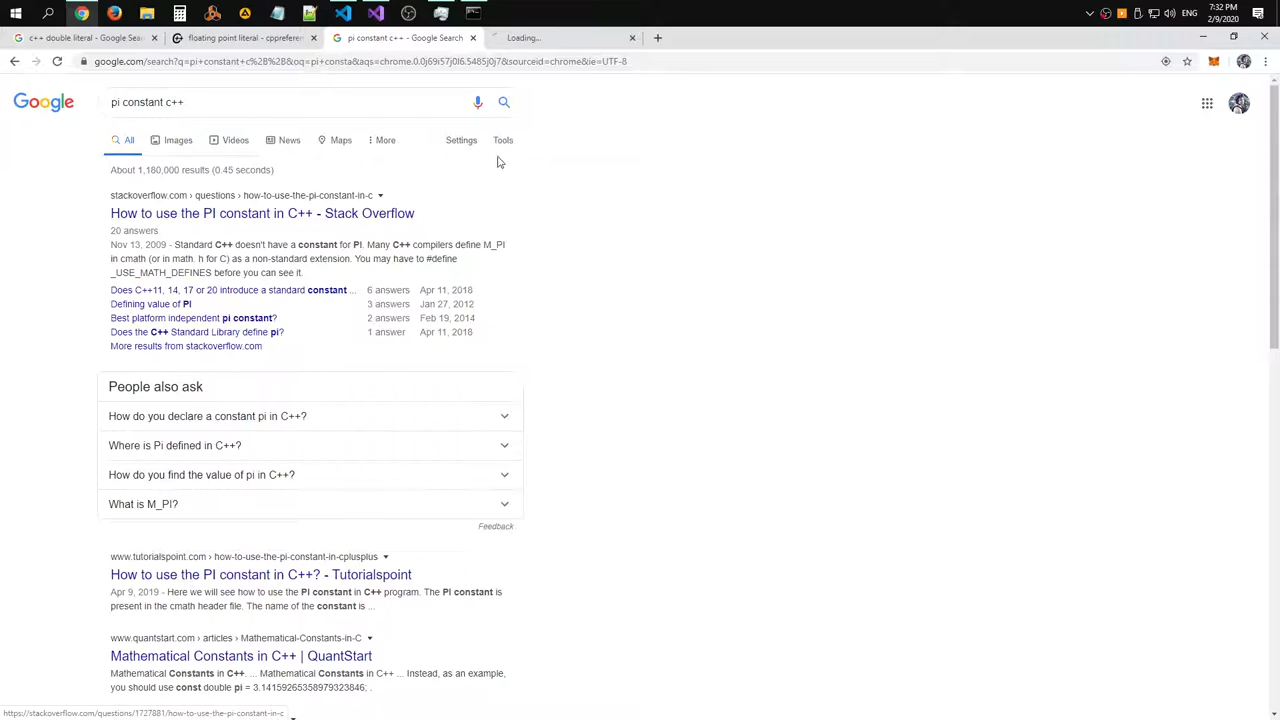 7:32 PM
ENG
2/9/2020
c++ double literal - Google Sear
floating point literal - cpprefere
pi constant c++ - Google Search
Loading...
google.com/search?q=pi+constant+c%2B%2B&oq=pi+consta&aqs=chrome.0.0j69i57j0l6.5485j0j7&sourceid=chrome&ie=UTF-8
Google
pi constant c++
All
Images
Videos
News
Maps
More
Settings
Tools
About 1,180,000 results (0.45 seconds)
stackoverflow.com › questions › how-to-use-the-pi-constant-in-c
How to use the PI constant in C++ - Stack Overflow
20 answers
Nov 13, 2009 - Standard C++ doesn't have a constant for PI. Many C++ compilers define M_PI
in cmath (or in math. h for C) as a non-standard extension. You may have to #define
_USE_MATH_DEFINES before you can see it.
Does C++11, 14, 17 or 20 introduce a standard constant ... 6 answers Apr 11, 2018
Defining value of PI 3 answers Jan 27, 2012
Best platform independent pi constant? 2 answers Feb 19, 2014
Does the C++ Standard Library define pi? 1 answer Apr 11, 2018
More results from stackoverflow.com
People also ask
How do you declare a constant pi in C++?
Where is Pi defined in C++?
How do you find the value of pi in C++?
What is M_PI?
Feedback
www.tutorialspoint.com › how-to-use-the-pi-constant-in-cplusplus
How to use the PI constant in C++? - Tutorialspoint
Apr 9, 2019 - Here we will see how to use the PI constant in C++ program. The PI constant is
present in the cmath header file. The name of the constant is ...
www.quantstart.com › articles › Mathematical-Constants-in-C
Mathematical Constants in C++ | QuantStart
Mathematical Constants in C++. ... Mathematical Constants in C++ ... Instead, as an example,
you should use const double pi = 3.14159265358979323846; .
https://stackoverflow.com/questions/1727881/how-to-use-the-pi-constant-in-c